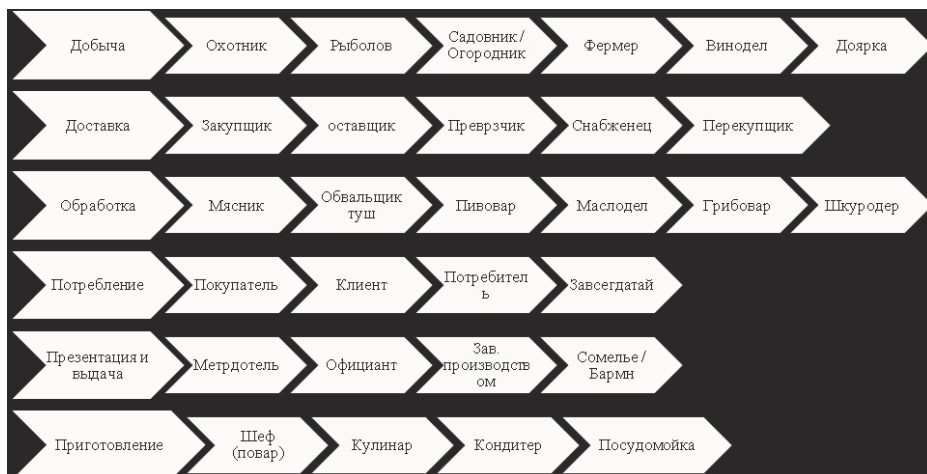 Добыча
Охотник
Рыболов
Садовник /
Огородник
Фермер
Винодел
Доярка
Доставка
Закупщик
оставщик
Преврзчик
Снабженец
Перекупщик
Обработка
Мясник
Обвальщик
туш
Пивовар
Маслодел
Грибовар
Шкуродер
Потребление
Покупатель
Клиент
Потребител
ь
Завсегдатай
Презентация и
выдача
Метрдотель
Официант
Зав.
производств
ом
Сомелье /
Бармн
Приготовление
Шеф
(повар)
Кулинар
Кондитер
Посудомойка